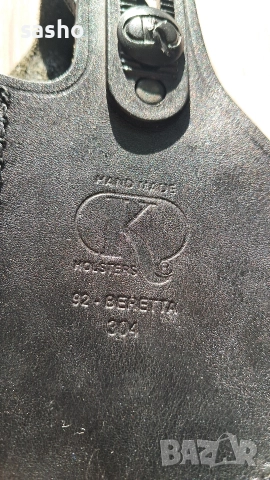 sasho
HAND MADE
K
HOLSTERS ®
92 - BERETTA
304
BAZAR